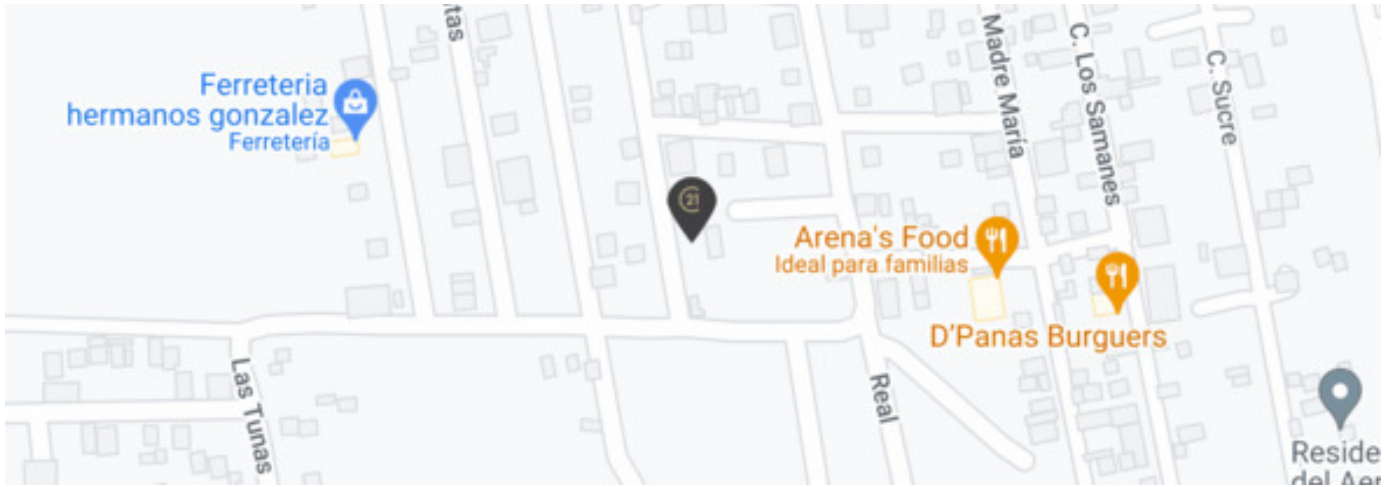 tas
Ferreteria
hermanos gonzalez
Ferretería
21
Madre María
C. Los Samanes
C. Sucre
Arena's Food
Ideal para familias
D'Panas Burguers
Las Tunas
Real
Reside
del Aer